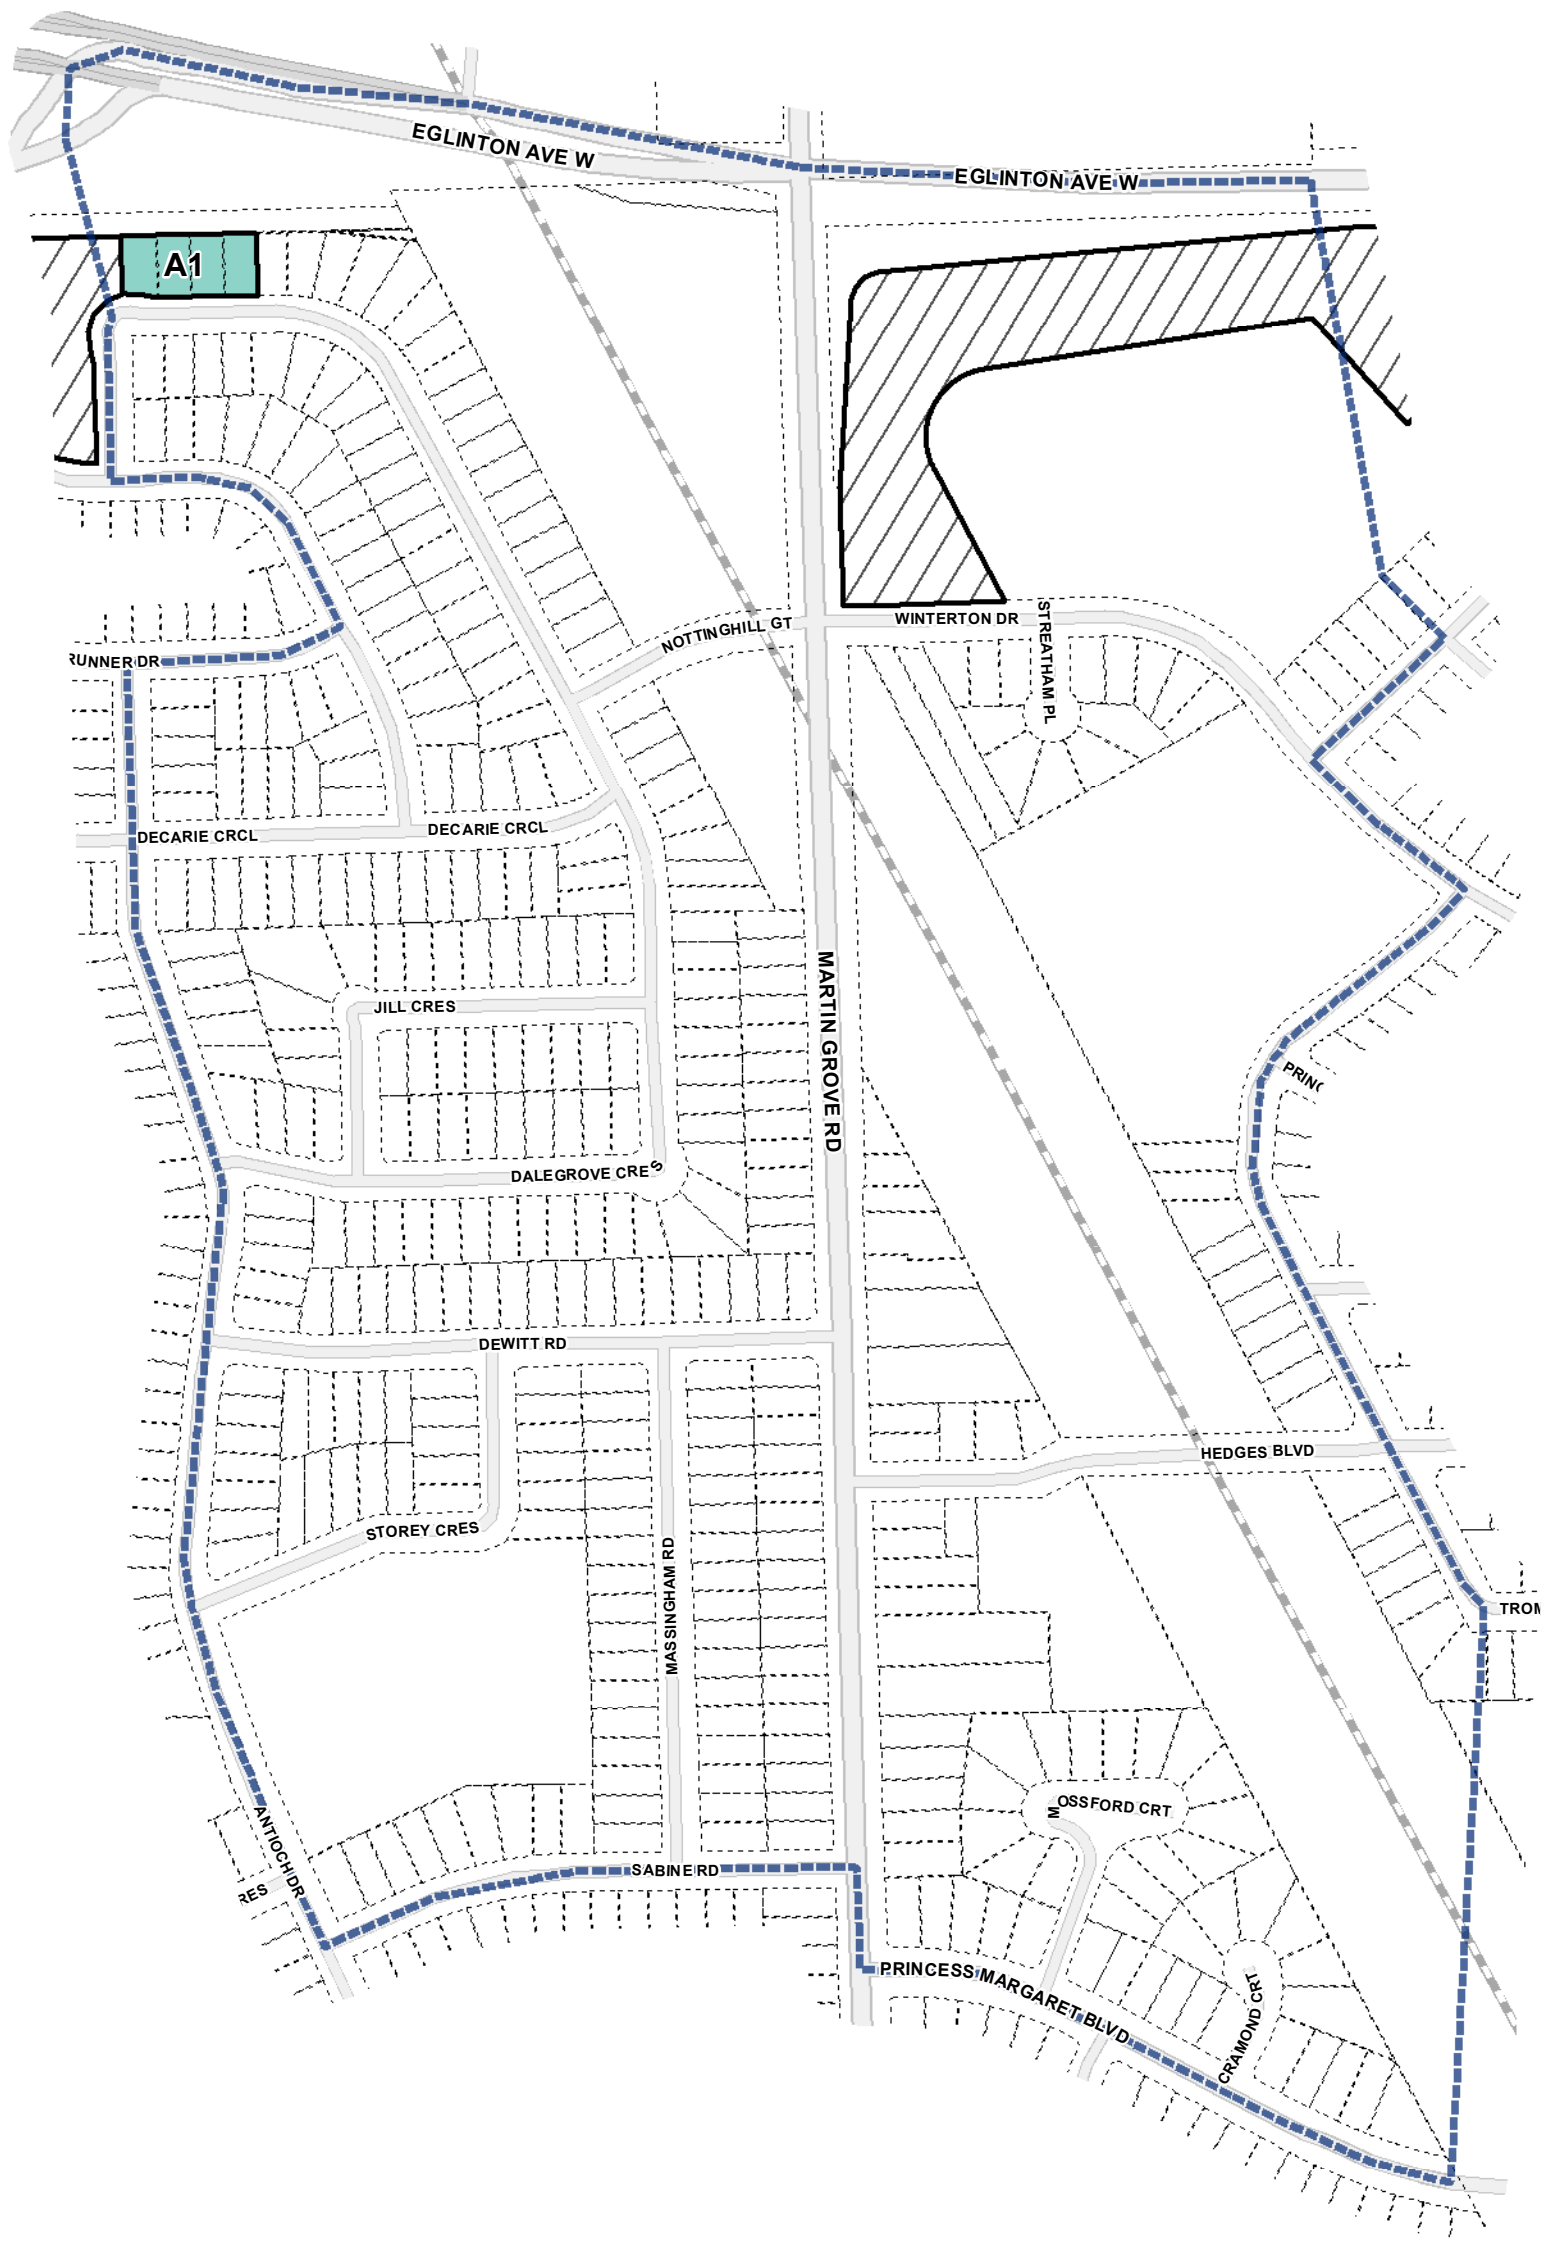 EGLINTON AVE W
EGLINTON AVE W
A1
NOTTINGHILL GT
WINTERTON DR
STREATHAM PL
RUNNER DR
DECARIE CRCL
DECARIE CRCL
MARTIN GROVE RD
JILL CRES
PRINC
DALEGROVE CRES
DEWITT RD
HEDGES BLVD
STOREY CRES
MASSINGHAM RD
TROM
MOSSFORD CRT
ANTIOCH DR
SABINE RD
RES
PRINCESS MARGARET BLVD
CRAMOND CRT